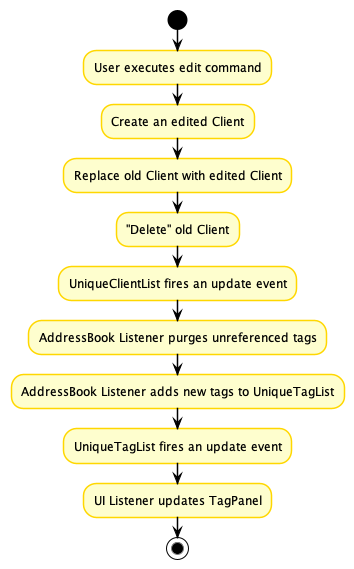 User executes edit command
Create an edited Client
Replace old Client with edited Client
"Delete" old Client
UniqueClientList fires an update event
AddressBook Listener purges unreferenced tags
AddressBook Listener adds new tags to UniqueTagList
UniqueTagList fires an update event
UI Listener updates TagPanel